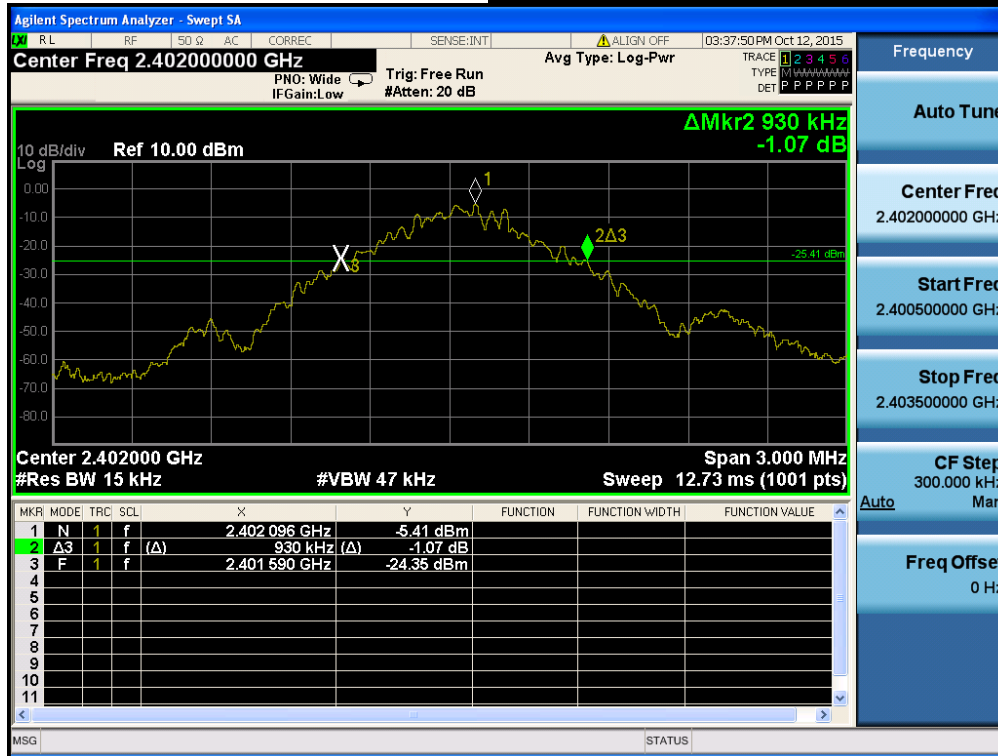 Agilent Spectrum Analyzer - Swept SA
LXI RL RF 50 Ω AC CORREC SENSE:INT ALIGN OFF 03:37:50 PM Oct 12, 2015
Center Freq 2.402000000 GHz
PNO: Wide
IFGain:Low
Trig: Free Run
#Atten: 20 dB
Avg Type: Log-Pwr
TRACE 1 2 3 4 5 6
TYPE M WWWWW
DET P P P P P P
ΔMkr2 930 kHz
-1.07 dB
10 dB/div Ref 10.00 dBm
Log
0.00
-10.0
-20.0
-30.0
-40.0
-50.0
-60.0
-70.0
-80.0
1
2Δ3
3
-25.41 dBm
Center 2.402000 GHz Span 3.000 MHz
#Res BW 15 kHz #VBW 47 kHz Sweep 12.73 ms (1001 pts)
MKR MODE TRC SCL X Y FUNCTION FUNCTION WIDTH FUNCTION VALUE
1 N 1 f 2.402 096 GHz -5.41 dBm
2 Δ3 1 f (Δ) 930 kHz (Δ) -1.07 dB
3 F 1 f 2.401 590 GHz -24.35 dBm
4
5
6
7
8
9
10
11
MSG STATUS
Frequency
Auto Tune
Center Freq
2.402000000 GHz
Start Freq
2.400500000 GHz
Stop Freq
2.403500000 GHz
CF Step
300.000 kHz
Auto Man
Freq Offset
0 Hz